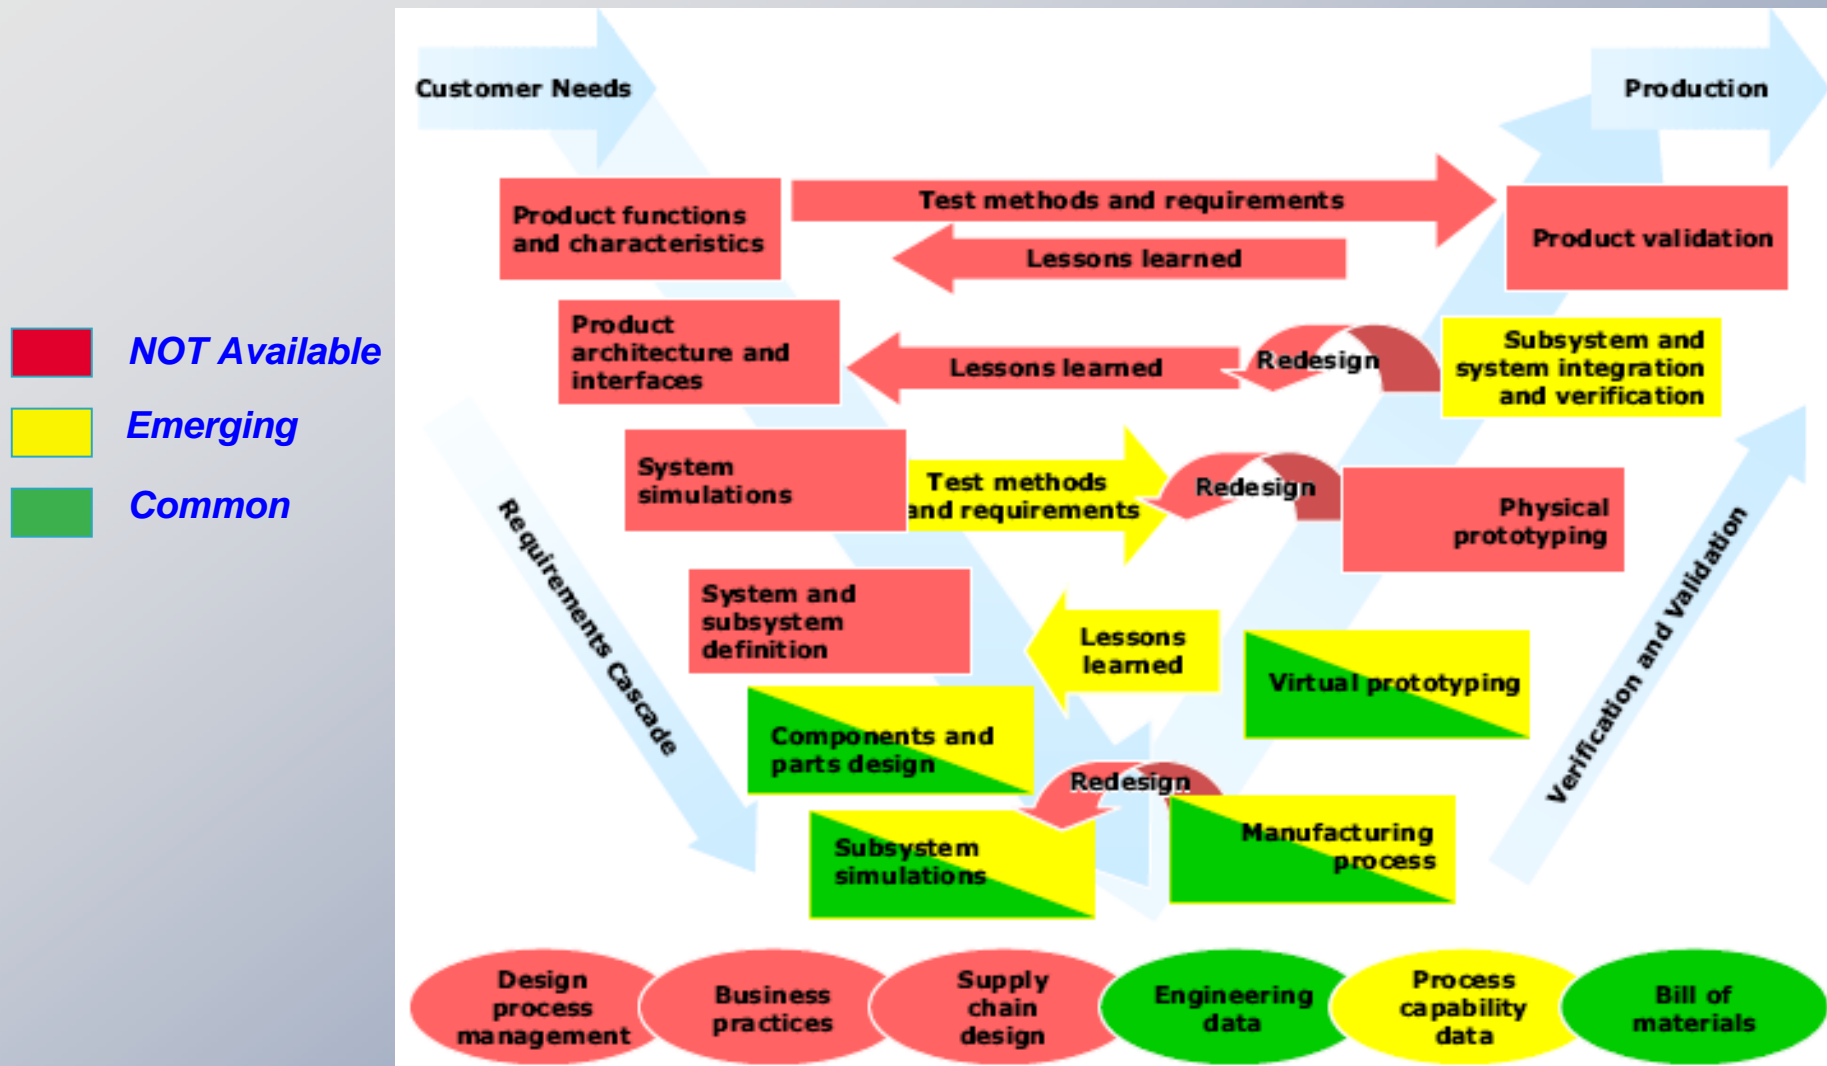 Customer Needs
Production
Product functions
and characteristics
Test methods and requirements
Lessons learned
Product validation
NOT Available
Emerging
Common
Product
architecture and
interfaces
Lessons learned
Redesign
Subsystem and
system integration
and verification
System
simulations
Test methods
and requirements
Redesign
Physical
prototyping
Requirements Cascade
System and
subsystem
definition
Lessons
learned
Virtual prototyping
Verification and Validation
Components and
parts design
Redesign
Subsystem
simulations
Manufacturing
process
Design
process
management
Business
practices
Supply
chain
design
Engineering
data
Process
capability
data
Bill of
materials